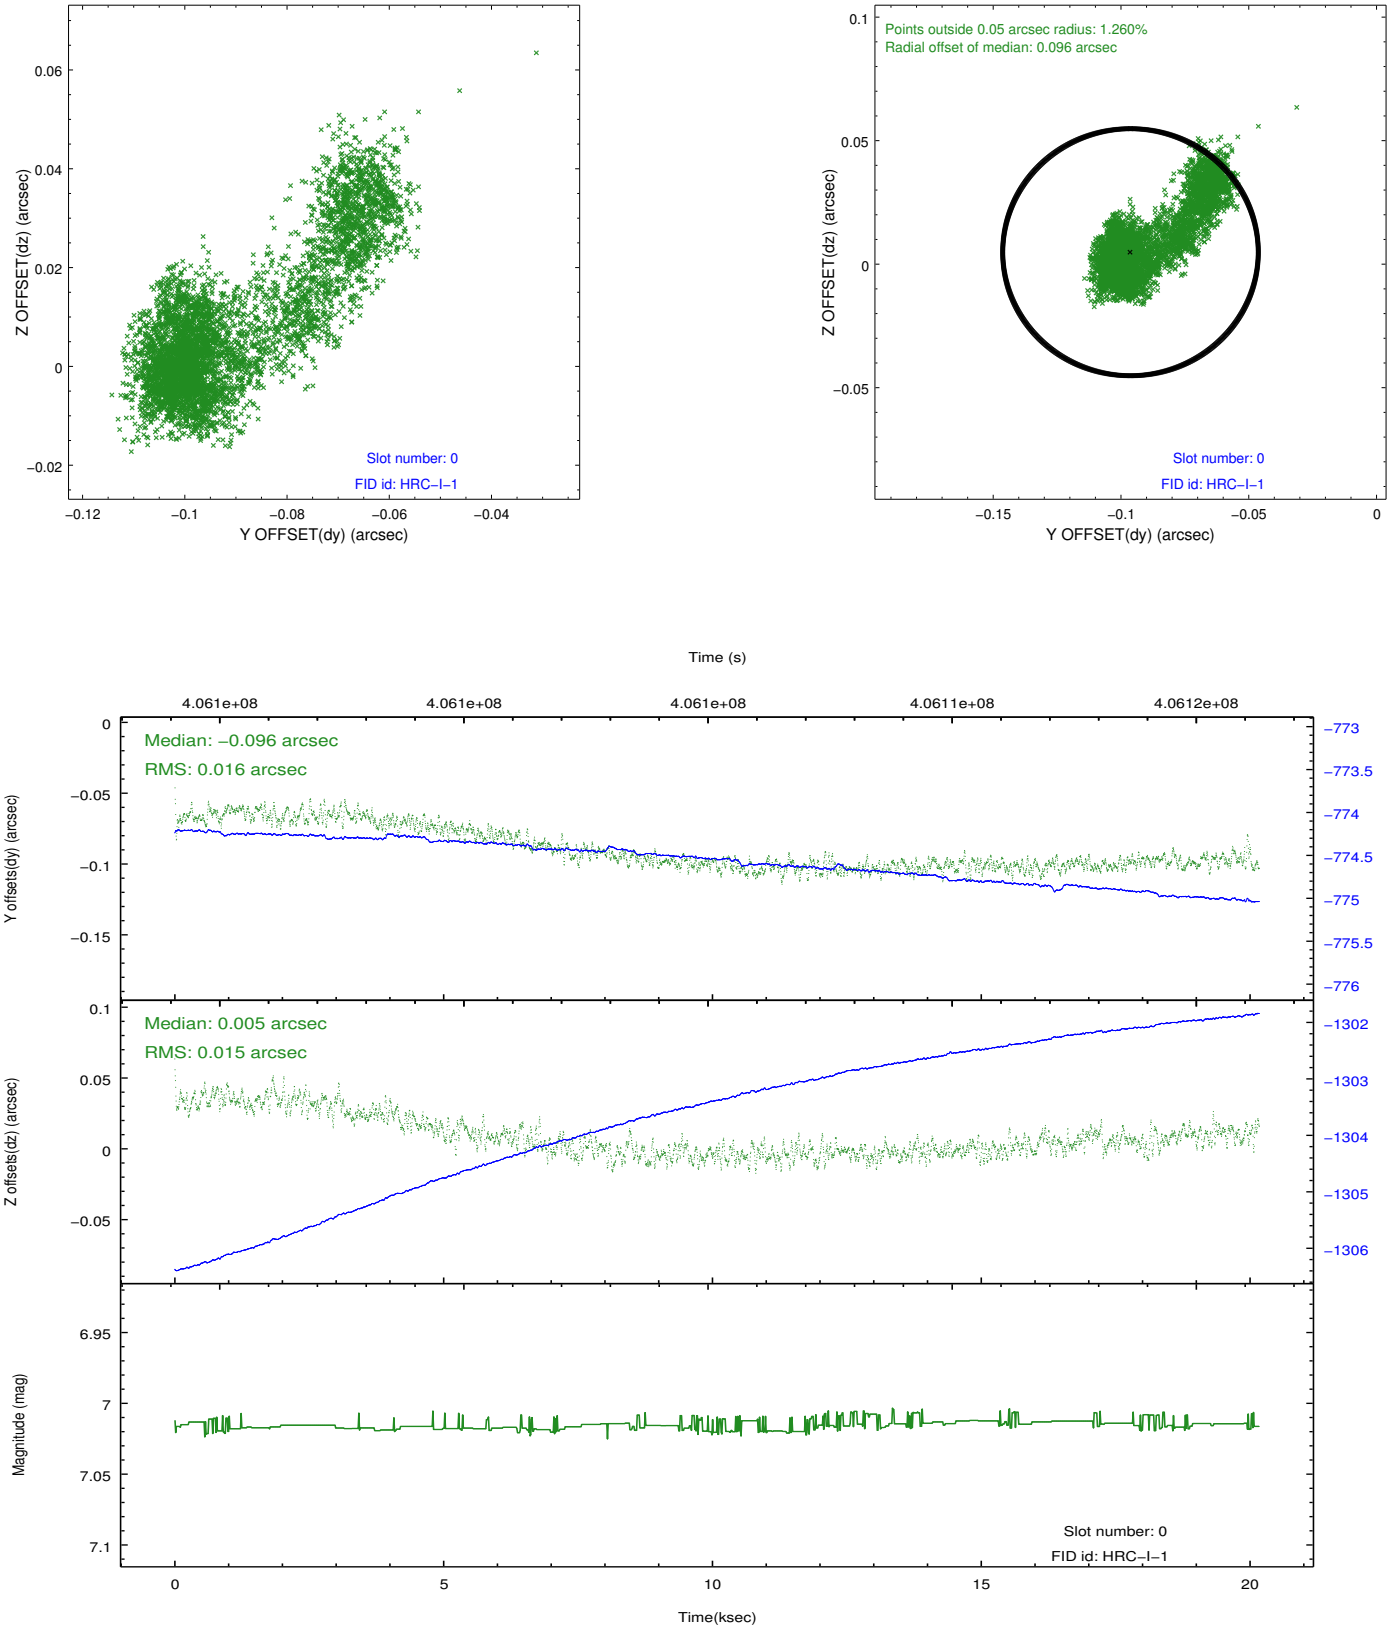 0.06
0.04
0.02
0
−0.02
−0.12
−0.1
−0.08
−0.06
−0.04
Z OFFSET(dz) (arcsec)
Y OFFSET(dy) (arcsec)
Slot number: 0
FID id: HRC−I−1
Points outside 0.05 arcsec radius: 1.260%
Radial offset of median: 0.096 arcsec
0.1
0.05
0
−0.05
−0.15
−0.1
−0.05
0
Z OFFSET(dz) (arcsec)
Y OFFSET(dy) (arcsec)
Slot number: 0
FID id: HRC−I−1
Time (s)
4.061e+08
4.061e+08
4.061e+08
4.0611e+08
4.0612e+08
Median: −0.096 arcsec
RMS: 0.016 arcsec
0
−0.05
−0.1
−0.15
Y offsets(dy) (arcsec)
−773
−773.5
−774
−774.5
−775
−775.5
−776
Median: 0.005 arcsec
RMS: 0.015 arcsec
0.1
0.05
0
−0.05
Z offsets(dz) (arcsec)
−1302
−1303
−1304
−1305
−1306
6.95
7
7.05
7.1
Magnitude (mag)
Slot number: 0
FID id: HRC−I−1
0
5
10
15
20
Time(ksec)